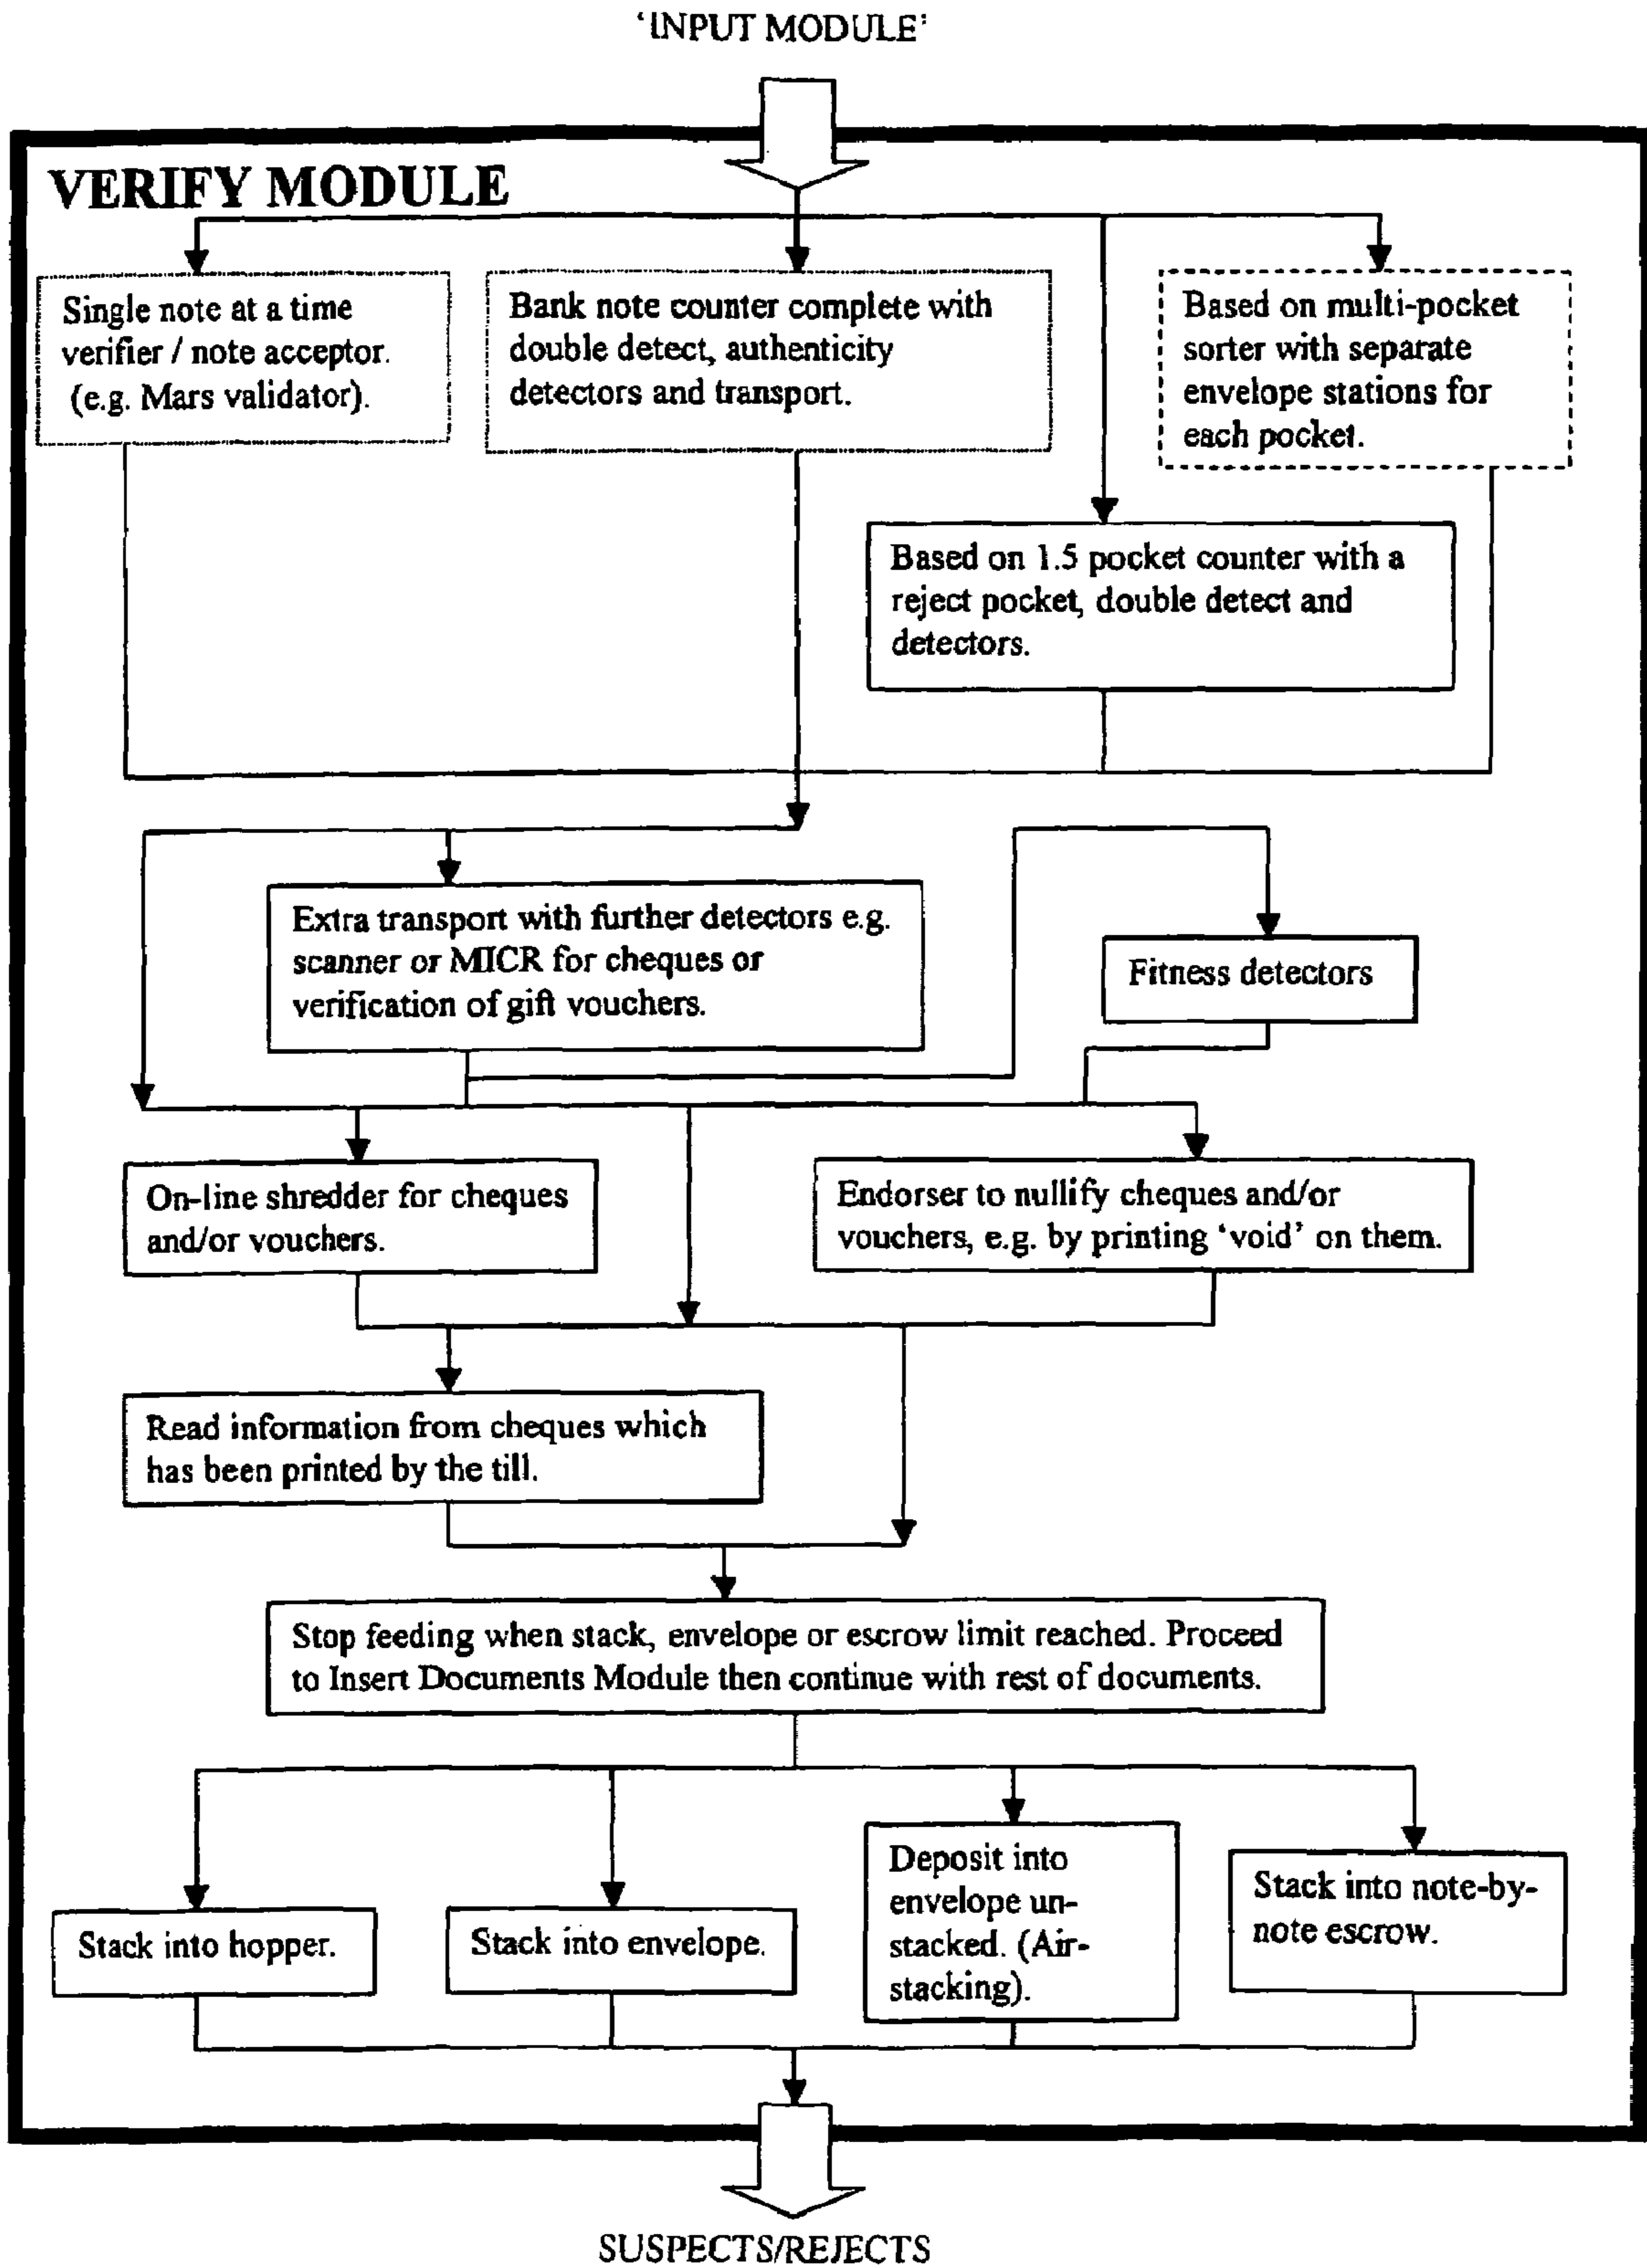 ‘INPUT MODULE’
VERIFY MODULE
Single note at a time
verifier / note acceptor.
(e.g. Mars validator).
Bank note counter complete with
double detect, authenticity
detectors and transport.
Based on multi-pocket
sorter with separate
envelope stations for
each pocket.
Based on 1.5 pocket counter with a
reject pocket, double detect and
detectors.
Extra transport with further detectors e.g.
scanner or MICR for cheques or
verification of gift vouchers.
Fitness detectors
On-line shredder for cheques
and/or vouchers.
Endorser to nullify cheques and/or
vouchers, e.g. by printing ‘void’ on them.
Read information from cheques which
has been printed by the till.
Stop feeding when stack, envelope or escrow limit reached. Proceed
to Insert Documents Module then continue with rest of documents.
Stack into hopper.
Stack into envelope.
Deposit into
envelope un-
stacked. (Air-
stacking).
Stack into note-by-
note escrow.
SUSPECTS/REJECTS